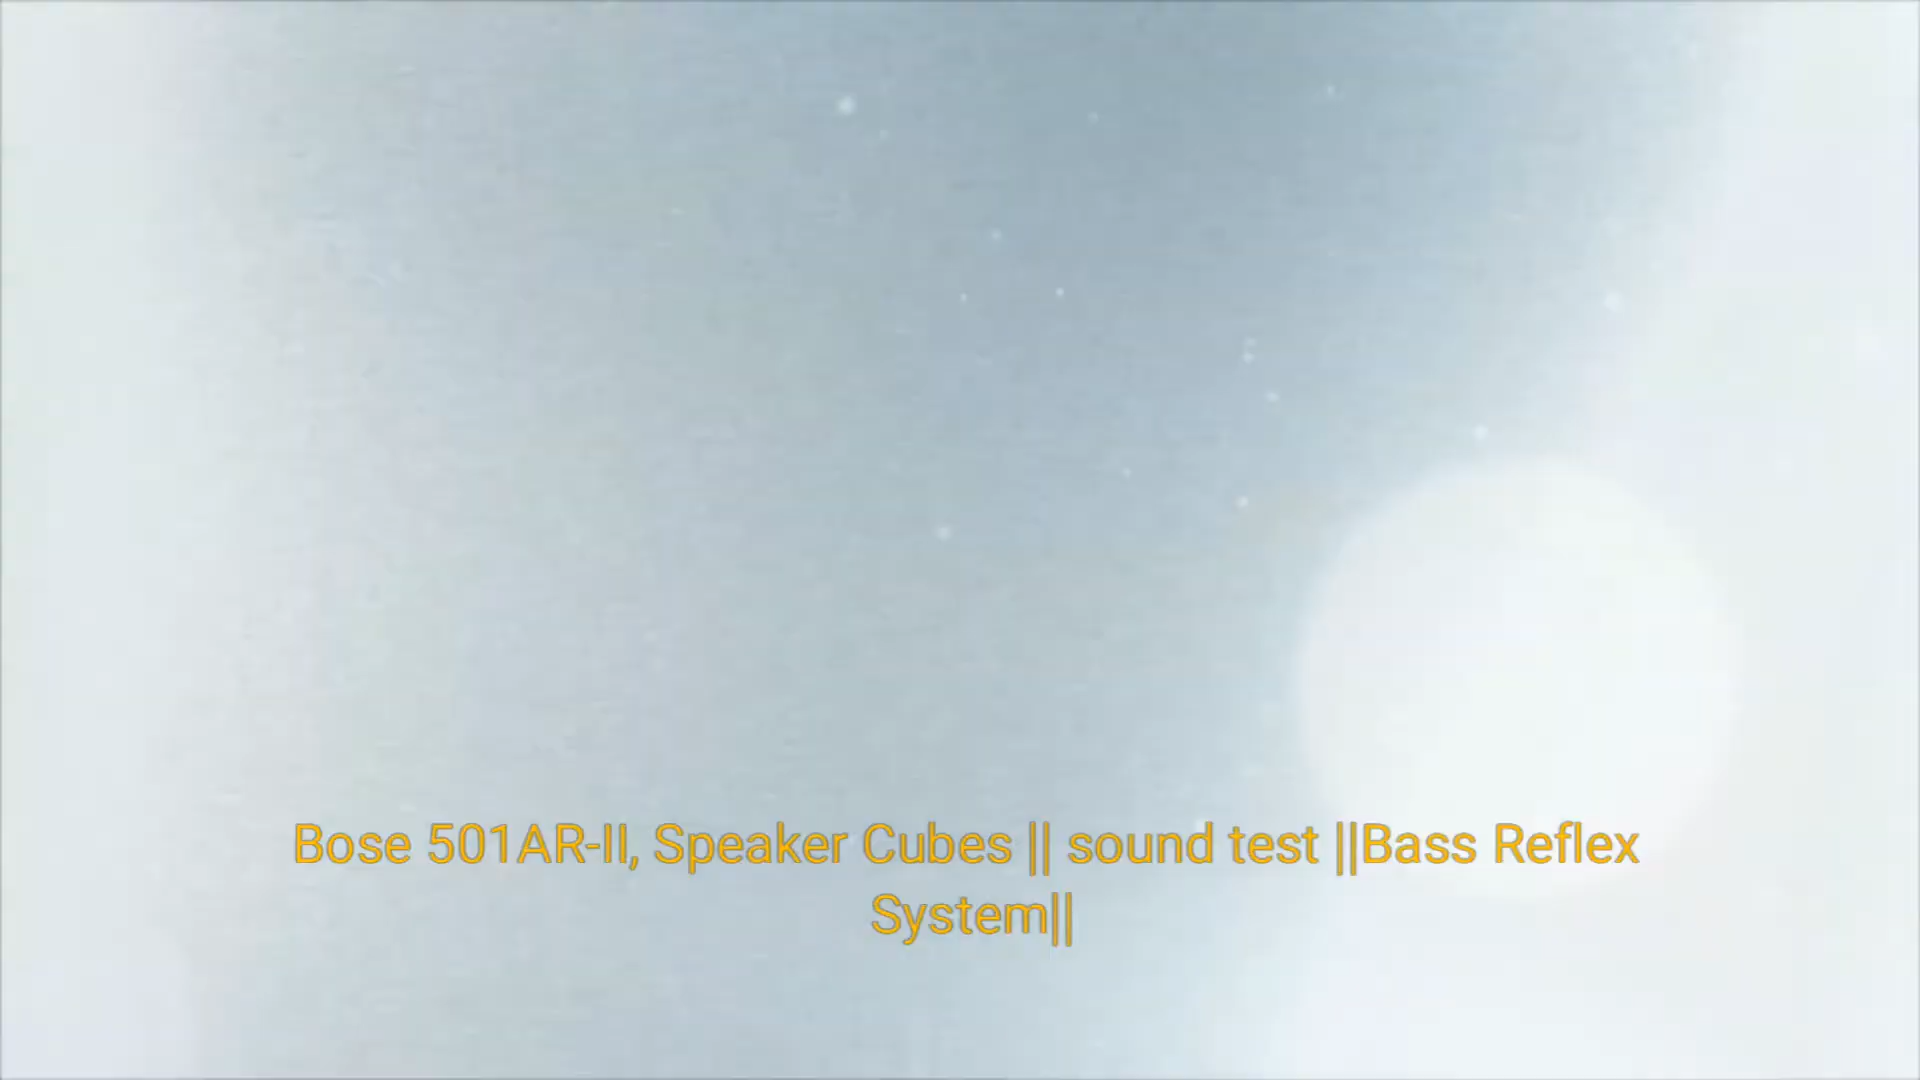 Bose 501AR-II, Speaker Cubes || sound test ||Bass Reflex
System||